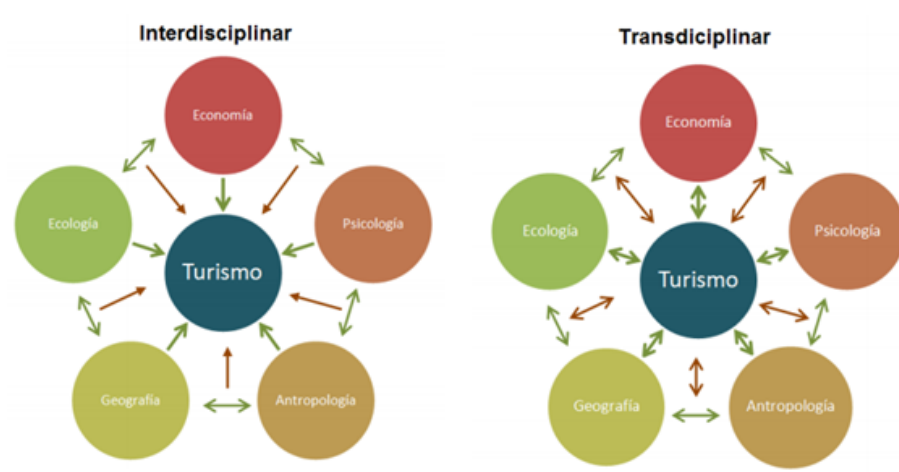 Interdisciplinar
Economía
Ecología
Psicología
Turismo
Geografía
Antropología
Transdiciplinar
Economía
Ecología
Psicología
Turismo
Geografía
Antropología